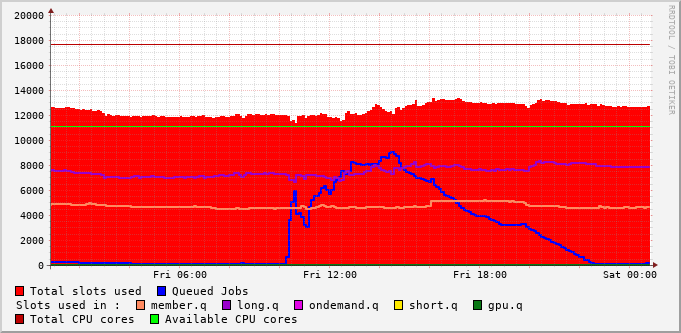 20000
18000
16000
14000
12000
10000
8000
6000
4000
2000
0
Fri 06:00 Fri 12:00 Fri 18:00 Sat 00:00
RRDTOOL / TOBI OETIKER
Total slots used Queued Jobs
Slots used in : member.q long.q ondemand.q short.q gpu.q
Total CPU cores Available CPU cores